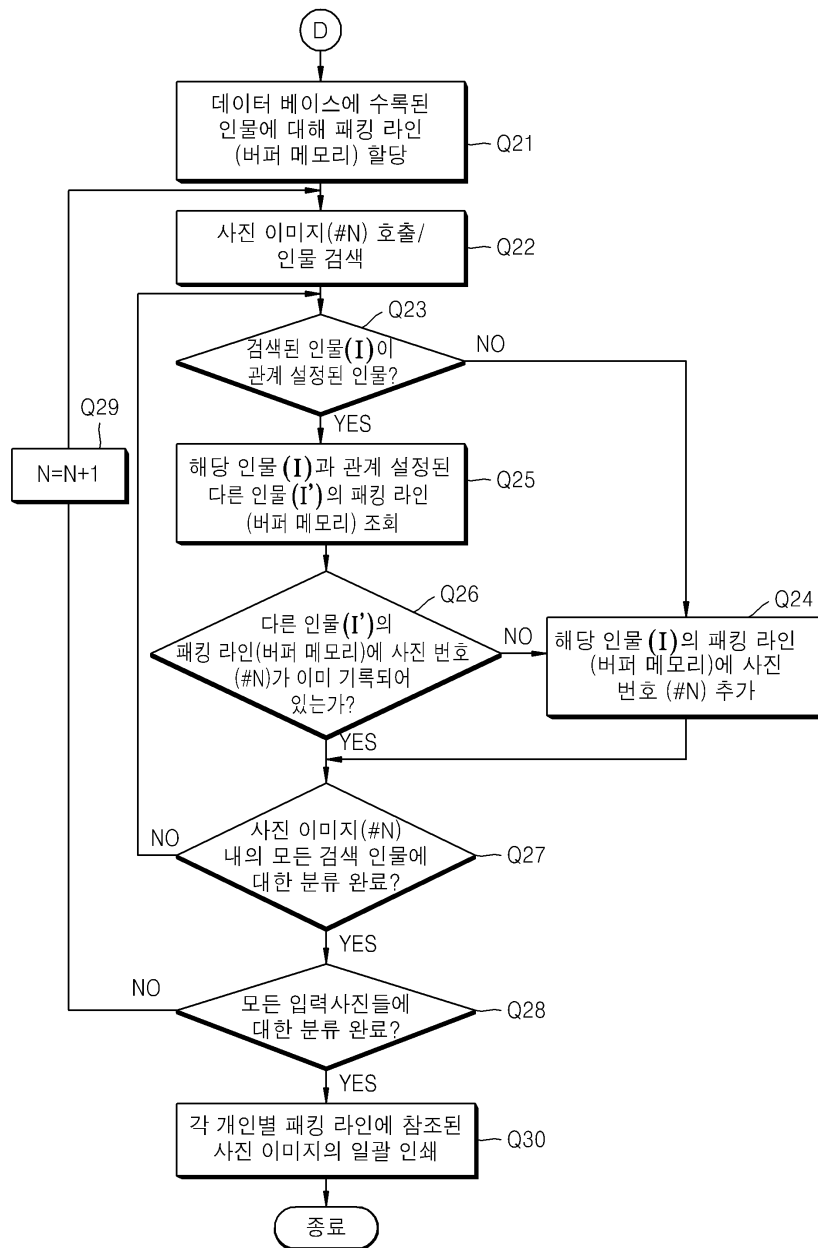 D
데이터 베이스에 수록된
인물에 대해 패킹 라인
(버퍼 메모리) 할당
Q21
사진 이미지(#N) 호출/
인물 검색
Q22
Q23
검색된 인물(I)이
관계 설정된 인물?
NO
YES
Q29
N=N+1
해당 인물(I)과 관계 설정된
다른 인물(I')의 패킹 라인
(버퍼 메모리) 조회
Q25
Q26
다른 인물(I')의
패킹 라인(버퍼 메모리)에 사진 번호
(#N)가 이미 기록되어
있는가?
NO
YES
Q24
해당 인물(I)의 패킹 라인
(버퍼 메모리)에 사진
번호 (#N) 추가
사진 이미지(#N)
내의 모든 검색 인물에
대한 분류 완료?
NO
Q27
YES
모든 입력사진들에
대한 분류 완료?
NO
Q28
YES
각 개인별 패킹 라인에 참조된
사진 이미지의 일괄 인쇄
Q30
종료